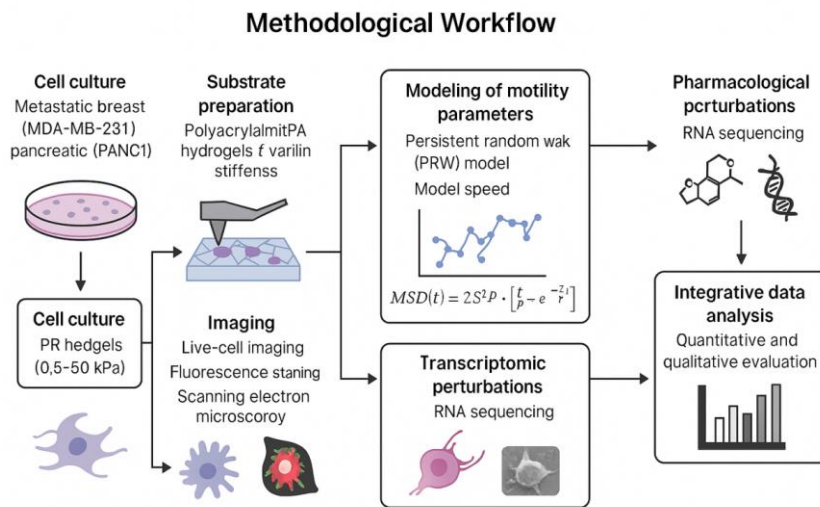 Methodological Workflow
Cell culture
Metastatic breast
(MDA-MB-231)
pancreatic (PANC1)
Cell culture
PR hedgels
(0,5-50 kPa)
Substrate
preparation
PolyacrylalmitPA
hydrogels t varilin
stiffenss
Imaging
Live-cell imaging
Fluorescence staning
Scanning electron
microscoroy
Modeling of motility
parameters
Persistent random wak
(PRW) model
Model speed
MSD(t) = 2S²P · [t/p − e^−2i/r]
Transcriptomic
perturbations
RNA sequencing
Pharmacological
pcrturbations
RNA sequencing
Integrative data
analysis
Quantitative and
qualitative evaluation